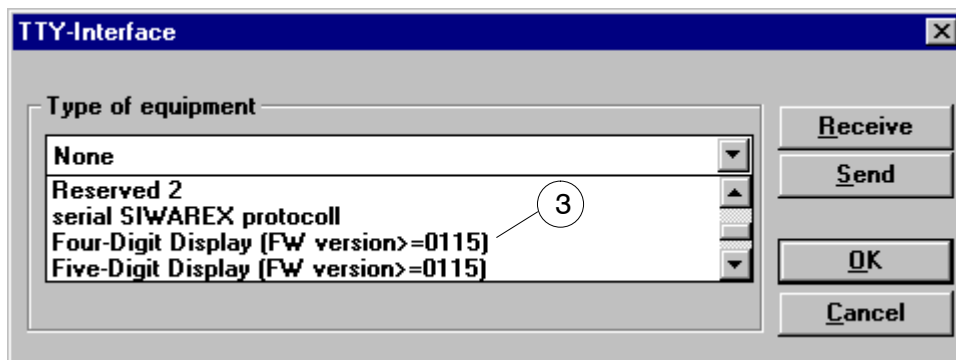 TTY-Interface
Type of equipment
None
Reserved 2
serial SIWAREX protocoll
Four-Digit Display (FW version>=0115)
Five-Digit Display (FW version>=0115)
3
Receive
Send
OK
Cancel